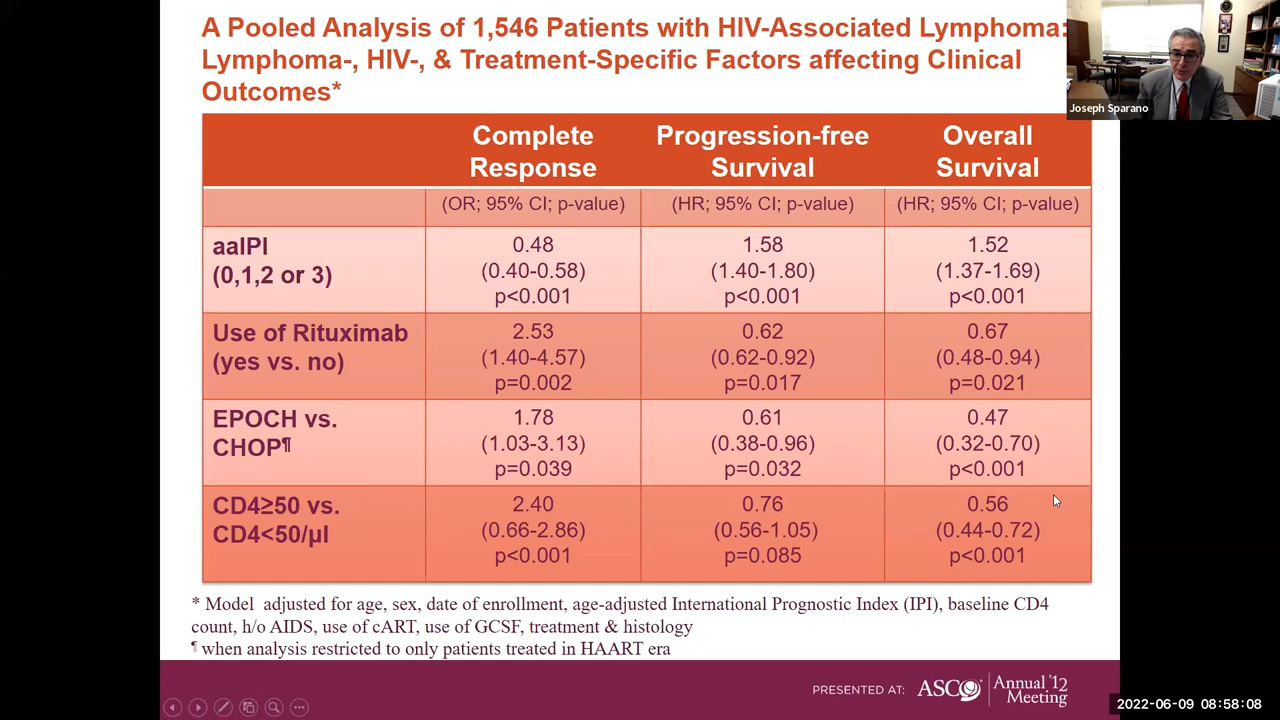 A Pooled Analysis of 1,546 Patients with HIV-Associated Lymphoma:
Lymphoma-, HIV-, & Treatment-Specific Factors affecting Clinical
Outcomes*
Joseph Sparano
Complete Response
Progression-free Survival
Overall Survival
(OR; 95% CI; p-value)
(HR; 95% CI; p-value)
(HR; 95% CI; p-value)
aaIPI
(0,1,2 or 3)
0.48
(0.40-0.58)
p<0.001
1.58
(1.40-1.80)
p<0.001
1.52
(1.37-1.69)
p<0.001
Use of Rituximab
(yes vs. no)
2.53
(1.40-4.57)
p=0.002
0.62
(0.62-0.92)
p=0.017
0.67
(0.48-0.94)
p=0.021
EPOCH vs.
CHOP¶
1.78
(1.03-3.13)
p=0.039
0.61
(0.38-0.96)
p=0.032
0.47
(0.32-0.70)
p<0.001
CD4≥50 vs.
CD4<50/µl
2.40
(0.66-2.86)
p<0.001
0.76
(0.56-1.05)
p=0.085
0.56
(0.44-0.72)
p<0.001
* Model adjusted for age, sex, date of enrollment, age-adjusted International Prognostic Index (IPI), baseline CD4
count, h/o AIDS, use of cART, use of GCSF, treatment & histology
¶ when analysis restricted to only patients treated in HAART era
PRESENTED AT:
ASCO
Annual '12
Meeting
2022-06-09 08:58:08